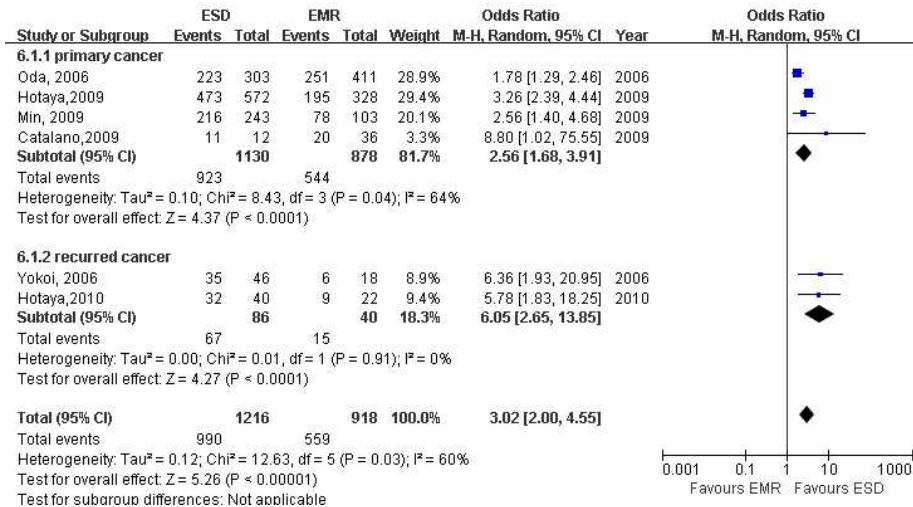 ESD EMR Odds Ratio Odds Ratio
Study or Subgroup Events Total Events Total Weight M-H, Random, 95% CI Year M-H, Random, 95% CI
6.1.1 primary cancer
Oda, 2006 223 303 251 411 28.9% 1.78 [1.29, 2.46] 2006
Hotaya,2009 473 572 195 328 29.4% 3.26 [2.39, 4.44] 2009
Min, 2009 216 243 78 103 20.1% 2.56 [1.40, 4.68] 2009
Catalano,2009 11 12 20 36 3.3% 8.80 [1.02, 75.55] 2009
Subtotal (95% CI) 1130 878 81.7% 2.56 [1.68, 3.91]
Total events 923 544
Heterogeneity: Tau² = 0.10; Chi² = 8.43, df = 3 (P = 0.04); I² = 64%
Test for overall effect: Z = 4.37 (P < 0.0001)
6.1.2 recurred cancer
Yokoi, 2006 35 46 6 18 8.9% 6.36 [1.93, 20.95] 2006
Hotaya,2010 32 40 9 22 9.4% 5.78 [1.83, 18.25] 2010
Subtotal (95% CI) 86 40 18.3% 6.05 [2.65, 13.85]
Total events 67 15
Heterogeneity: Tau² = 0.00; Chi² = 0.01, df = 1 (P = 0.91); I² = 0%
Test for overall effect: Z = 4.27 (P < 0.0001)
Total (95% CI) 1216 918 100.0% 3.02 [2.00, 4.55]
Total events 990 559
Heterogeneity: Tau² = 0.12; Chi² = 12.63, df = 5 (P = 0.03); I² = 60%
Test for overall effect: Z = 5.26 (P < 0.00001)
Test for subgroup differences: Not applicable
0.001 0.1 1 10 1000
Favours EMR Favours ESD